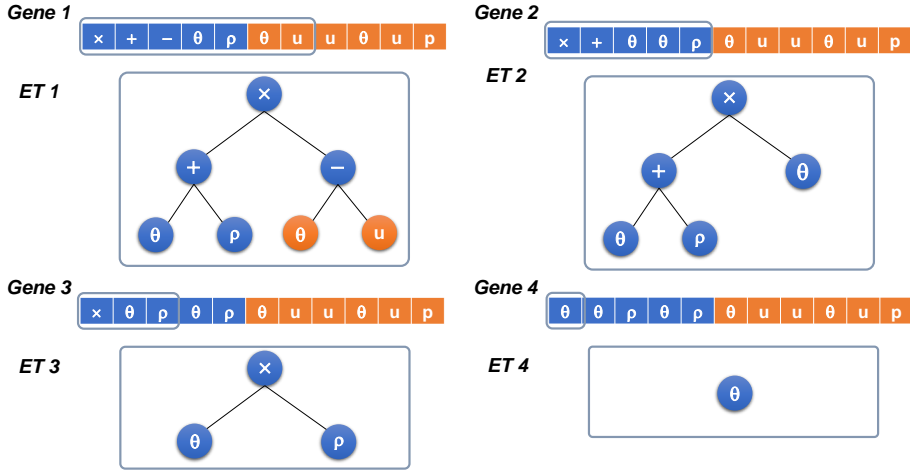 Gene 1
× + − θ ρ θ u u θ u p
ET 1
×
+ −
θ ρ θ u
Gene 2
× + θ θ ρ θ u u θ u p
ET 2
×
+ θ
θ ρ
Gene 3
× θ ρ θ ρ θ u u θ u p
ET 3
×
θ ρ
Gene 4
θ θ ρ θ ρ θ u u θ u p
ET 4
θ